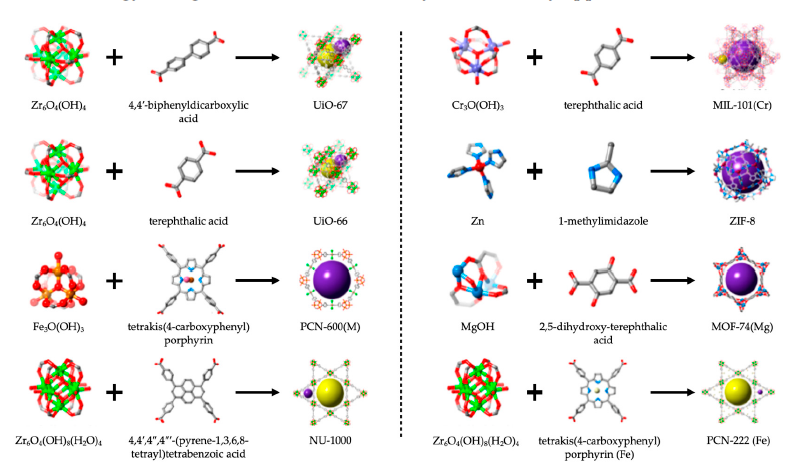 Zr6O4(OH)4
4,4′-biphenyldicarboxylic
acid
UiO-67
Zr6O4(OH)4
terephthalic acid
UiO-66
Fe3O(OH)3
tetrakis(4-carboxyphenyl)
porphyrin
PCN-600(M)
Zr6O4(OH)8(H2O)4
4,4′,4″,4‴-(pyrene-1,3,6,8-
tetrayl)tetrabenzoic acid
NU-1000
Cr3O(OH)3
terephthalic acid
MIL-101(Cr)
Zn
1-methylimidazole
ZIF-8
MgOH
2,5-dihydroxy-terephthalic
acid
MOF-74(Mg)
Zr6O4(OH)8(H2O)4
tetrakis(4-carboxyphenyl)
porphyrin (Fe)
PCN-222 (Fe)